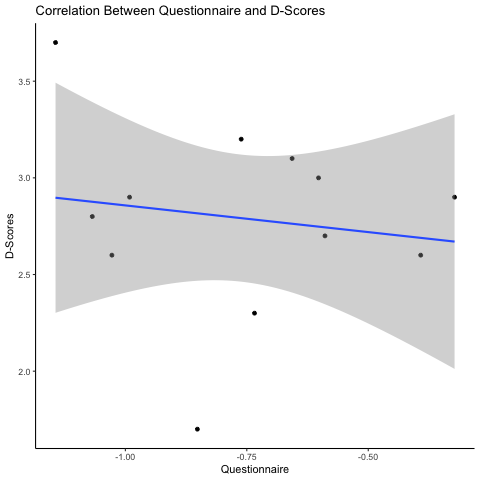 Correlation Between Questionnaire and D-Scores
3.5
3.0
2.5
2.0
D-Scores
-1.00
-0.75
-0.50
Questionnaire